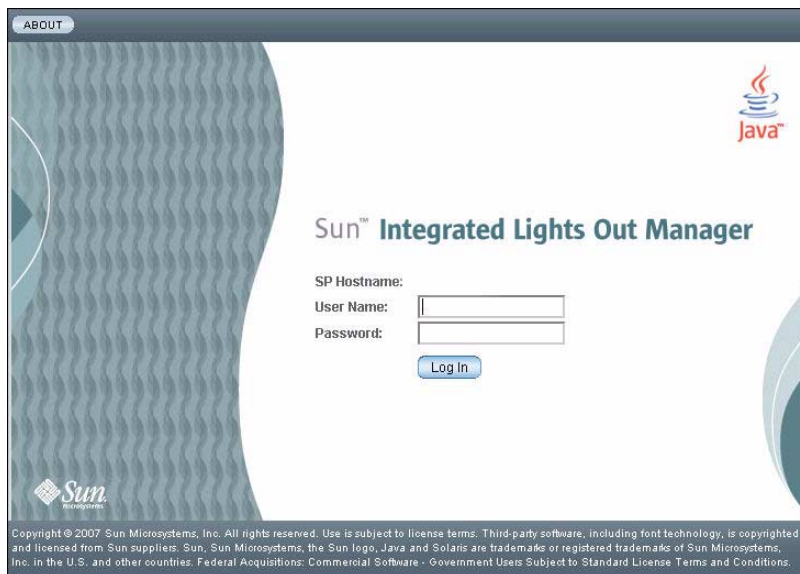 ABOUT
Java™
Sun™ Integrated Lights Out Manager
SP Hostname:
User Name:
Password:
Log In
Sun
microsystems
Copyright © 2007 Sun Microsystems, Inc. All rights reserved. Use is subject to license terms. Third-party software, including font technology, is copyrighted
and licensed from Sun suppliers. Sun, Sun Microsystems, the Sun logo, Java and Solaris are trademarks or registered trademarks of Sun Microsystems,
Inc. in the U.S. and other countries. Federal Acquisitions: Commercial Software - Government Users Subject to Standard License Terms and Conditions.